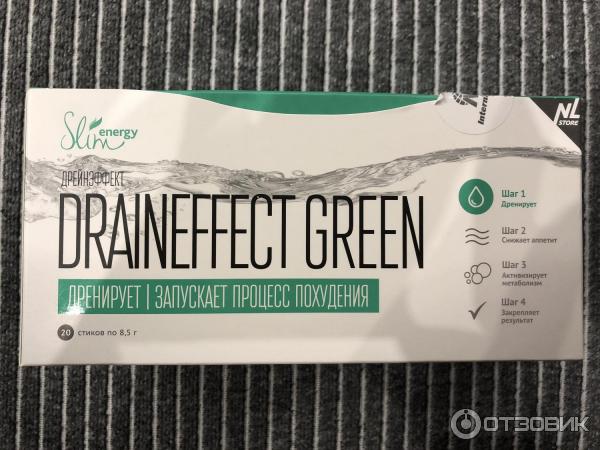 Slim energy
ДРЕЙНЭФФЕКТ
DRAINEFFECT GREEN
ДРЕНИРУЕТ | ЗАПУСКАЕТ ПРОЦЕСС ПОХУДЕНИЯ
20 стиков по 8,5 г
NL
STORE
Шаг 1
Дренирует
Шаг 2
Снижает аппетит
Шаг 3
Активизирует
метаболизм
Шаг 4
Закрепляет
результат
ОТЗОВИК